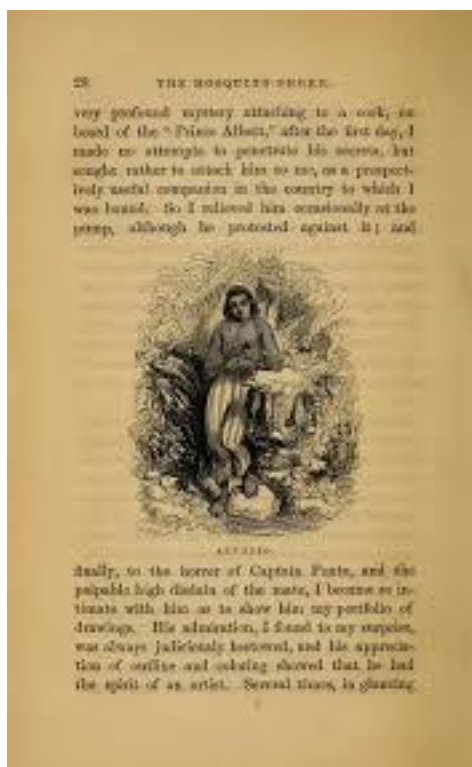 28 THE MOSQUITO SHORE.
very profound mystery attaching to a cook, on
board of the "Prince Albert," after the first day, I
made no attempts to penetrate his secrets, but
sought rather to attach him to me, as a prospect-
ively useful companion in the country to which I
was bound. So I relieved him occasionally at the
pump, although he protested against it; and
ANTONIO.
finally, to the horror of Captain Ponto, and the
palpable high disdain of the mate, I became so in-
timate with him as to show him my portfolio of
drawings. His admiration, I found to my surprise,
was always judiciously bestowed, and his apprecia-
tion of outline and coloring showed that he had
the spirit of an artist. Several times, in glancing